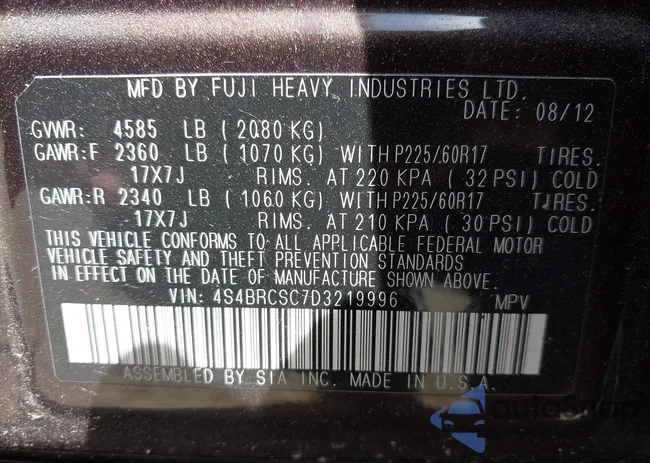 MFD BY FUJI HEAVY INDUSTRIES LTD.
DATE: 08/12
GVWR: 4585 LB (2080 KG)
GAWR:F 2360 LB (1070 KG) WITH P225/60R17 TIRES.
17X7J RIMS. AT 220 KPA (32 PSI) COLD
GAWR:R 2340 LB (1060 KG) WITH P225/60R17 TIRES.
17X7J RIMS. AT 210 KPA (30 PSI) COLD
THIS VEHICLE CONFORMS TO ALL APPLICABLE FEDERAL MOTOR
VEHICLE SAFETY AND THEFT PREVENTION STANDARDS
IN EFFECT ON THE DATE OF MANUFACTURE SHOWN ABOVE.
VIN: 4S4BRCSC7D3219996 MPV
ASSEMBLED BY SIA INC. MADE IN U.S.A.
autoSnap